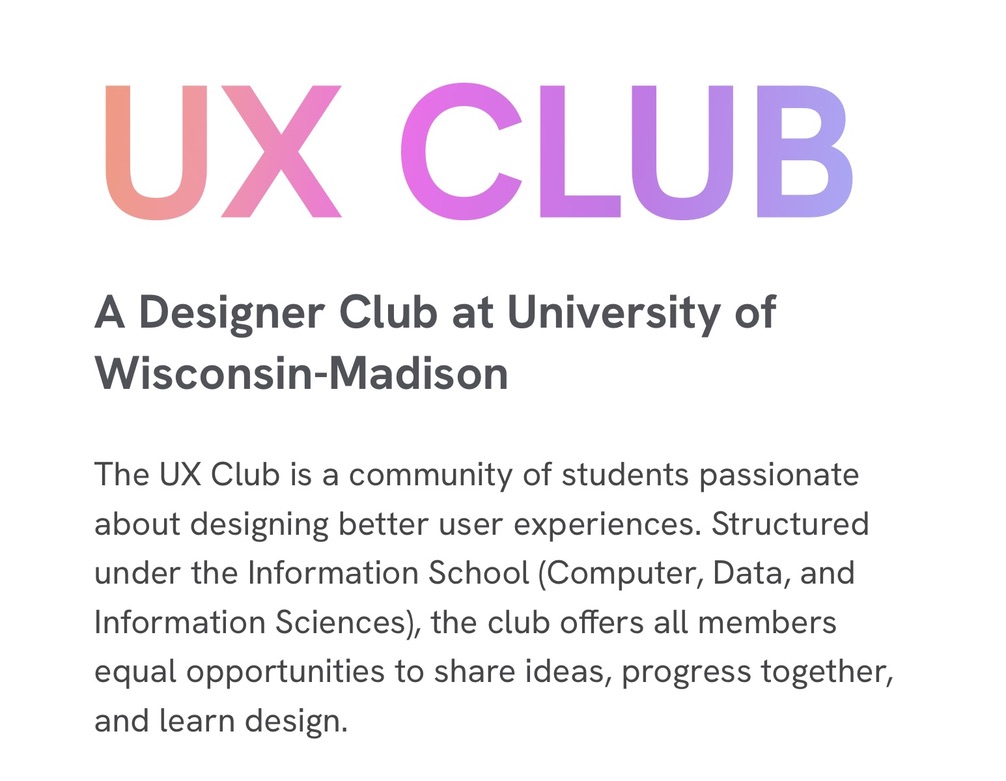 UX CLUB
A Designer Club at University of
Wisconsin-Madison
The UX Club is a community of students passionate
about designing better user experiences. Structured
under the Information School (Computer, Data, and
Information Sciences), the club offers all members
equal opportunities to share ideas, progress together,
and learn design.